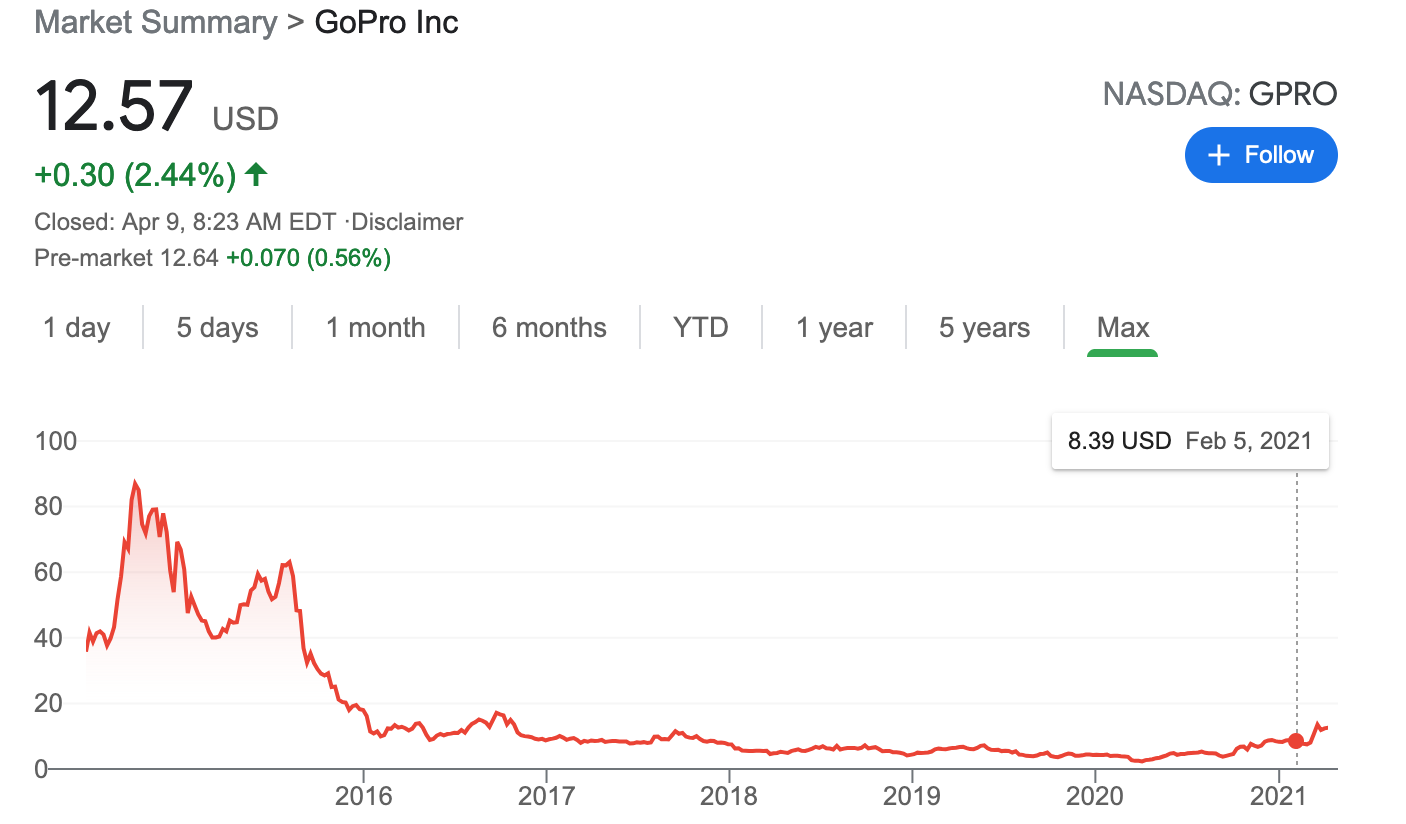 Market Summary > GoPro Inc
12.57 USD
NASDAQ: GPRO
+ Follow
+0.30 (2.44%)
Closed: Apr 9, 8:23 AM EDT ·Disclaimer
Pre-market 12.64 +0.070 (0.56%)
1 day 5 days 1 month 6 months YTD 1 year 5 years Max
8.39 USD Feb 5, 2021
100
80
60
40
20
0
2016 2017 2018 2019 2020 2021